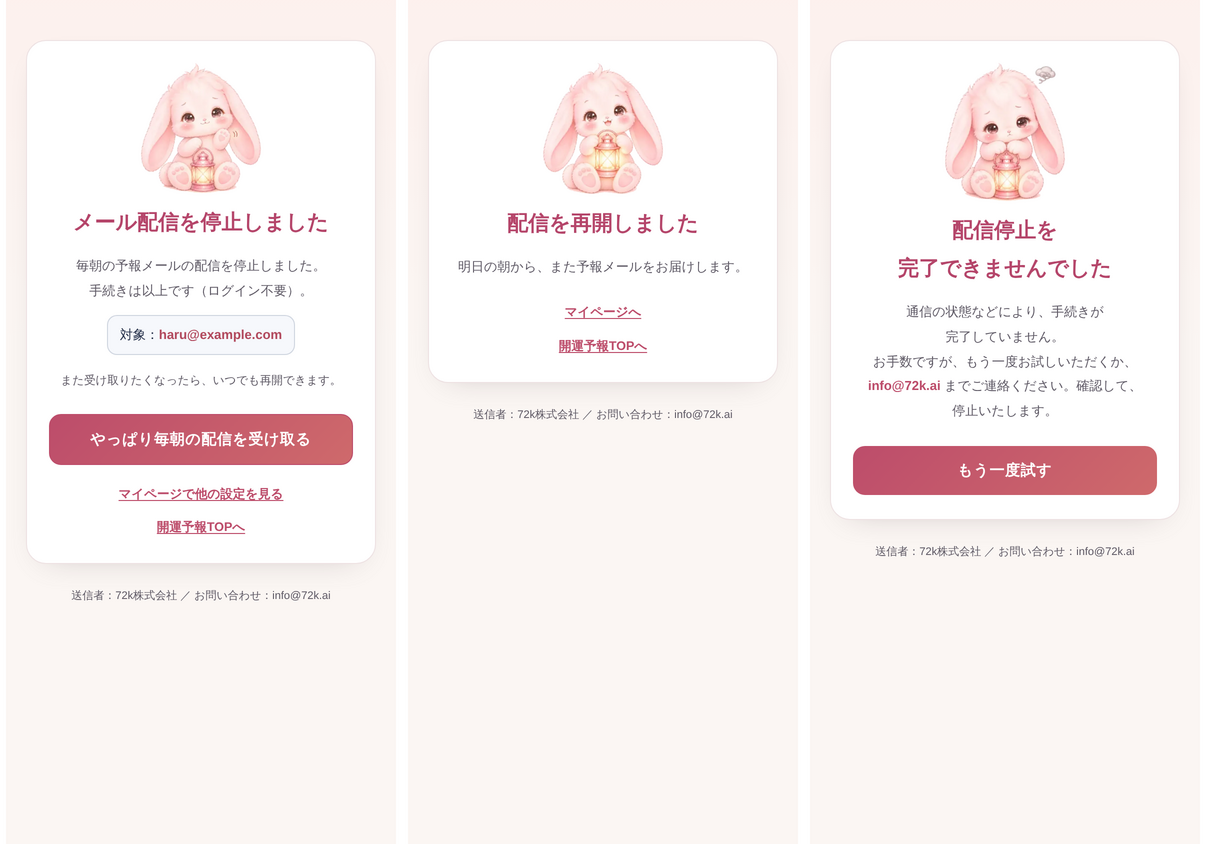 メール配信を停止しました
毎朝の予報メールの配信を停止しました。
手続きは以上です（ログイン不要）。
対象：haru@example.com
また受け取りたくなったら、いつでも再開できます。
やっぱり毎朝の配信を受け取る
マイページで他の設定を見る
開運予報TOPへ
送信者：72k株式会社 ／ お問い合わせ：info@72k.ai
配信を再開しました
明日の朝から、また予報メールをお届けします。
マイページへ
開運予報TOPへ
送信者：72k株式会社 ／ お問い合わせ：info@72k.ai
配信停止を
完了できませんでした
通信の状態などにより、手続きが
完了していません。
お手数ですが、もう一度お試しいただくか、
info@72k.ai までご連絡ください。確認して、
停止いたします。
もう一度試す
送信者：72k株式会社 ／ お問い合わせ：info@72k.ai